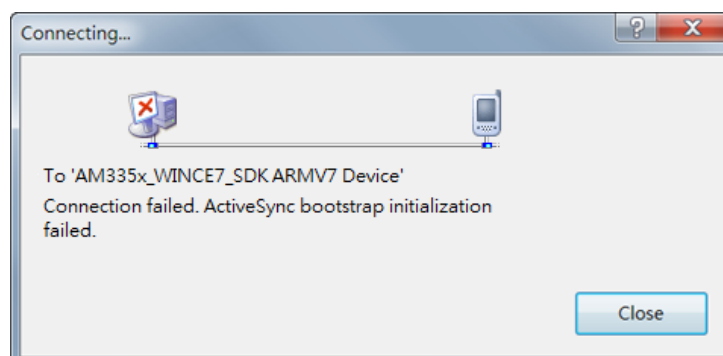 Connecting...
To 'AM335x_WINCE7_SDK ARMV7 Device'
Connection failed. ActiveSync bootstrap initialization
failed.
Close